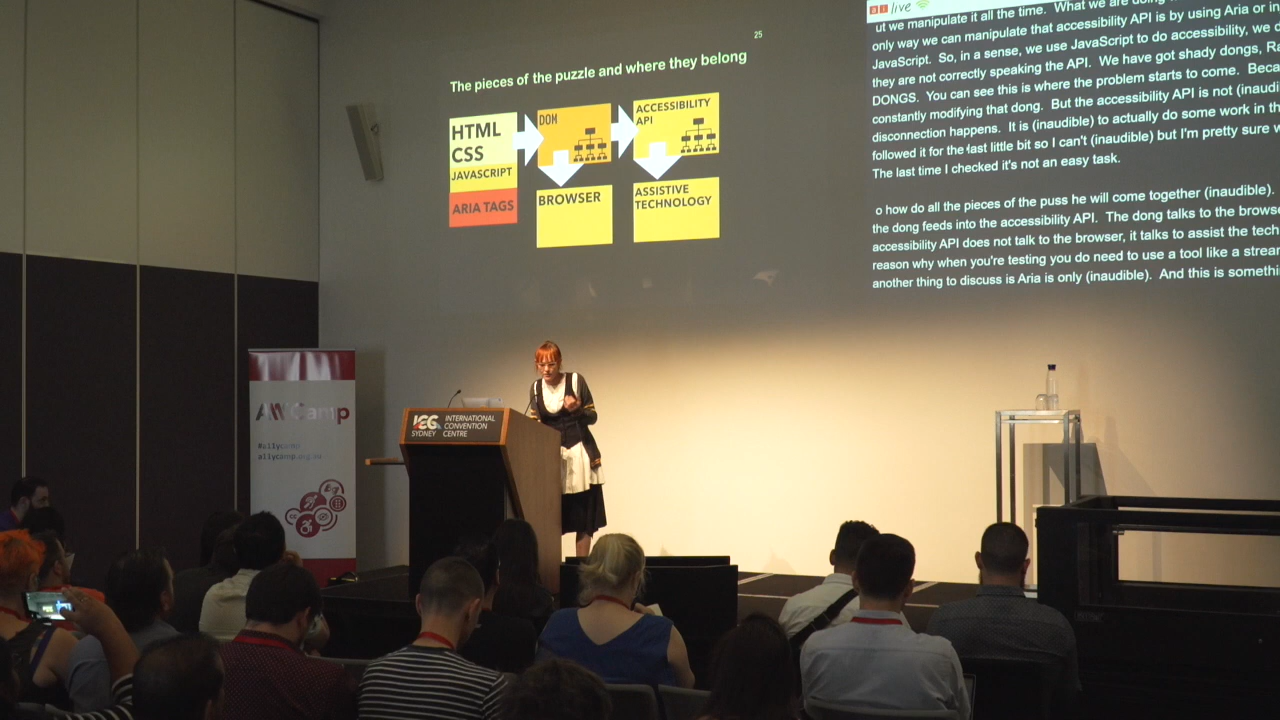 25
The pieces of the puzzle and where they belong
HTML
CSS
JAVASCRIPT
ARIA TAGS
DOM
BROWSER
ACCESSIBILITY
API
ASSISTIVE
TECHNOLOGY
ai live
ut we manipulate it all the time. What we are doing
only way we can manipulate that accessibility API is by using Aria or in
JavaScript. So, in a sense, we use JavaScript to do accessibility, we
they are not correctly speaking the API. We have got shady dongs,
DONGS. You can see this is where the problem starts to come.
constantly modifying that dong. But the accessibility API is not
disconnection happens. It is (inaudible) to actually do some work in
followed it for the last little bit so I can't (inaudible) but I'm pretty sure
The last time I checked it's not an easy task.
o how do all the pieces of the puss he will come together (inaudible).
the dong feeds into the accessibility API. The dong talks to the
accessibility API does not talk to the browser, it talks to assist the tech
reason why when you're testing you do need to use a tool like a
another thing to discuss is Aria is only (inaudible). And this is
ICC
SYDNEY
INTERNATIONAL
CONVENTION
CENTRE
Camp
#a11ycamp